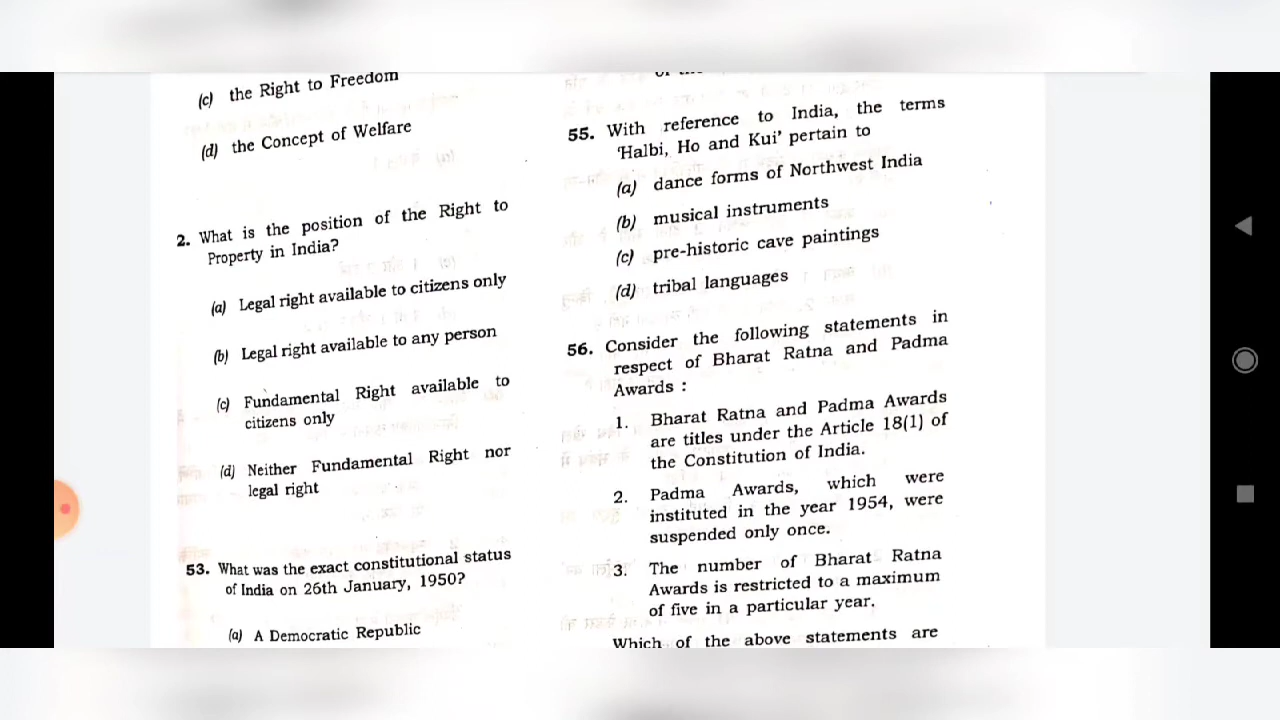 (c) the Right to Freedom
(d) the Concept of Welfare
2. What is the position of the Right to
Property in India?
(a) Legal right available to citizens only
(b) Legal right available to any person
(c) Fundamental Right available to
citizens only
(d) Neither Fundamental Right nor
legal right
53. What was the exact constitutional status
of India on 26th January, 1950?
(a) A Democratic Republic
55. With reference to India, the terms
'Halbi, Ho and Kui' pertain to
(a) dance forms of Northwest India
(b) musical instruments
(c) pre-historic cave paintings
(d) tribal languages
56. Consider the following statements in
respect of Bharat Ratna and Padma
Awards :
1. Bharat Ratna and Padma Awards
are titles under the Article 18(1) of
the Constitution of India.
2. Padma Awards, which were
instituted in the year 1954, were
suspended only once.
3. The number of Bharat Ratna
Awards is restricted to a maximum
of five in a particular year.
Which of the above statements are